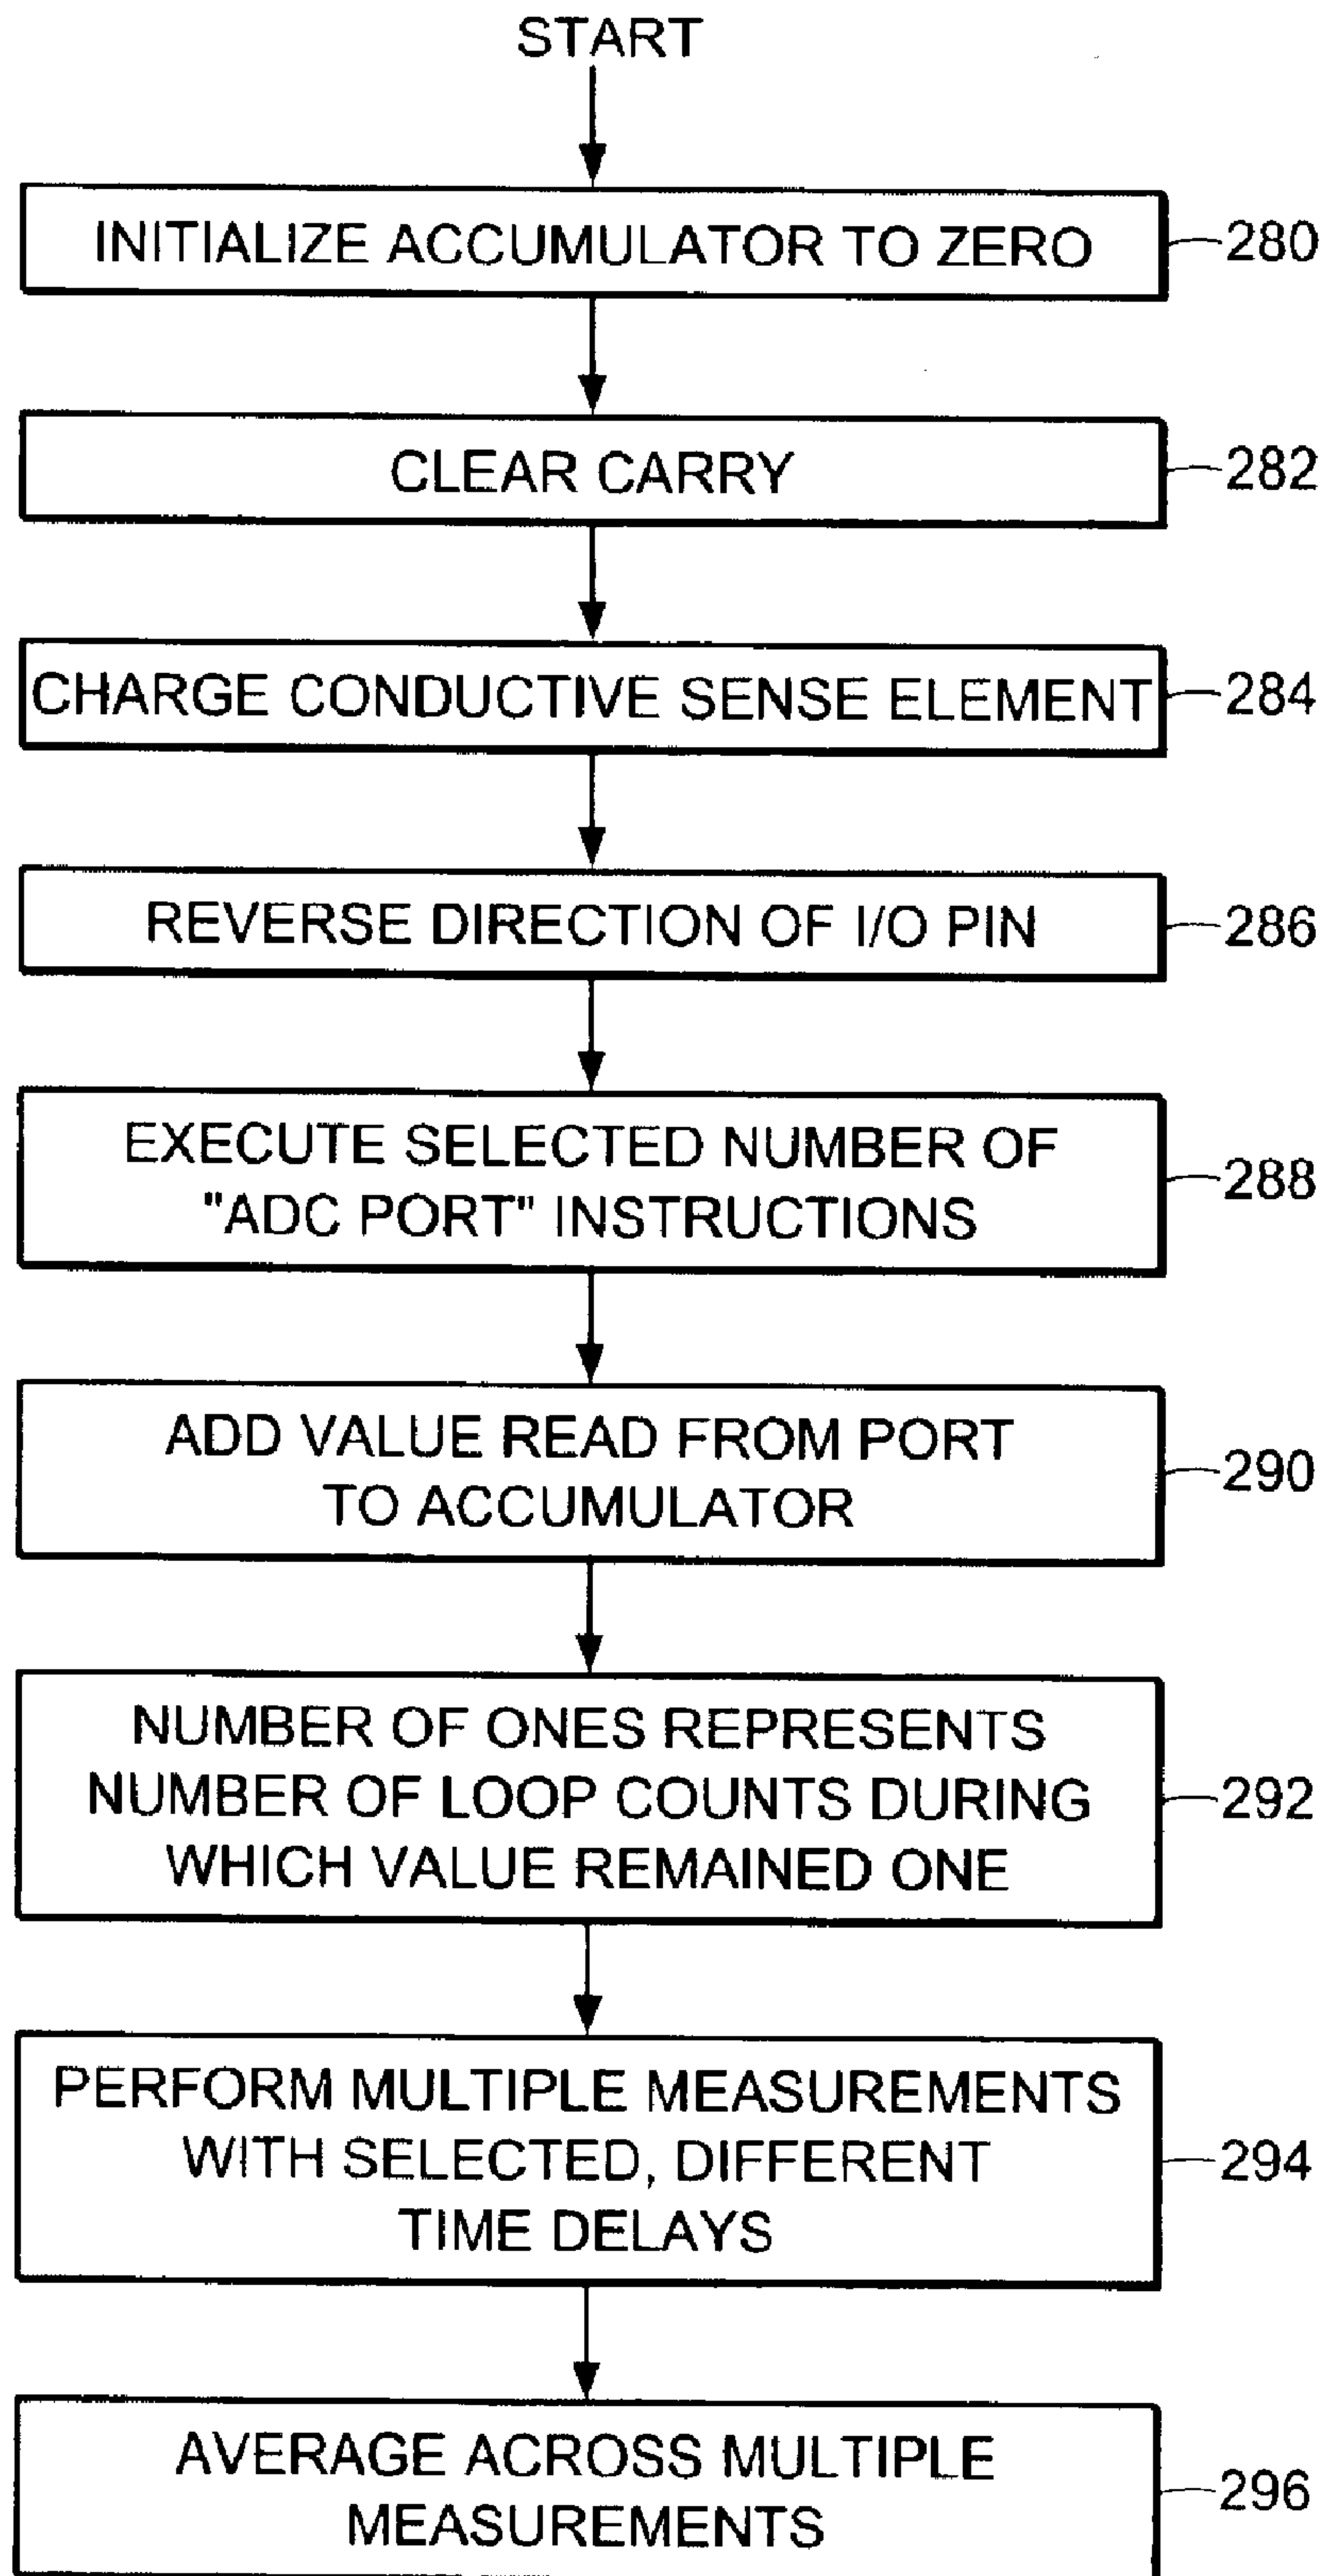 START
INITIALIZE ACCUMULATOR TO ZERO
280
CLEAR CARRY
282
CHARGE CONDUCTIVE SENSE ELEMENT
284
REVERSE DIRECTION OF I/O PIN
286
EXECUTE SELECTED NUMBER OF
"ADC PORT" INSTRUCTIONS
288
ADD VALUE READ FROM PORT
TO ACCUMULATOR
290
NUMBER OF ONES REPRESENTS
NUMBER OF LOOP COUNTS DURING
WHICH VALUE REMAINED ONE
292
PERFORM MULTIPLE MEASUREMENTS
WITH SELECTED, DIFFERENT
TIME DELAYS
294
AVERAGE ACROSS MULTIPLE
MEASUREMENTS
296